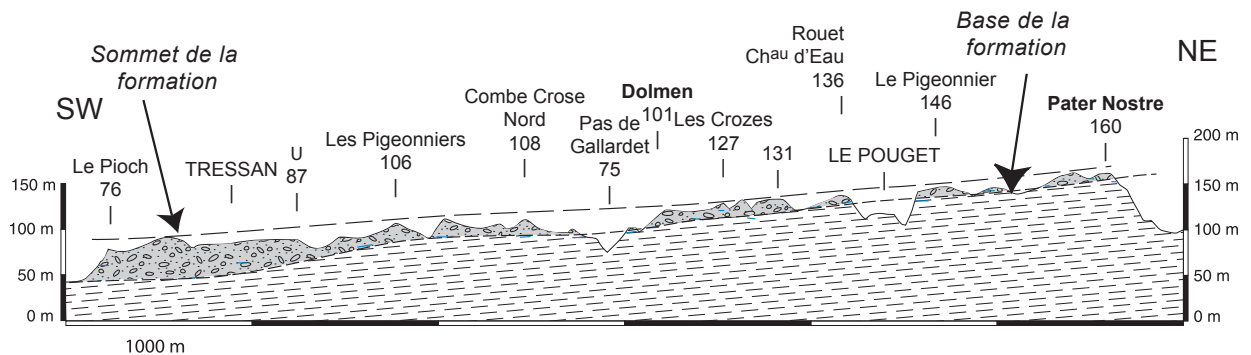 SW
Sommet de la
formation
Le Pioch
76
TRESSAN
U
87
Les Pigeonniers
106
Combe Crose
Nord
108
Pas de
Gallardet
75
Dolmen
101
Les Crozes
127
131
Rouet
Chau d'Eau
136
LE POUGET
Le Pigeonnier
146
Base de la
formation
Pater Nostre
160
NE
150 m
100 m
50 m
0 m
200 m
150 m
100 m
50 m
0 m
1000 m